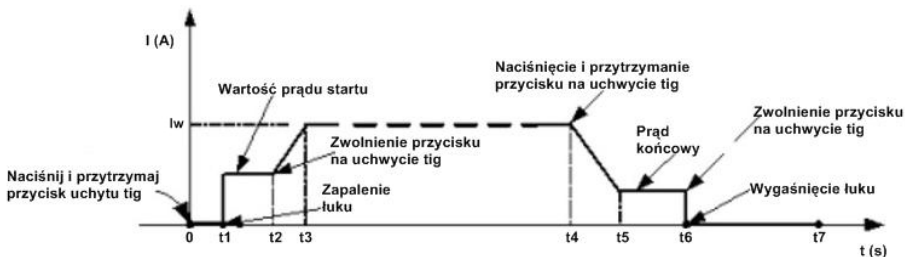 I (A)
Wartość prądu startu
Iw
Naciśnij i przytrzymaj
przycisk uchytu tig
Zwolnienie przycisku
na uchwycie tig
Zapalenie
łuku
Naciśnięcie i przytrzymanie
przycisku na uchwycie tig
Prąd
końcowy
Zwolnienie przycisku
na uchwycie tig
Wygaśnięcie łuku
0 t1 t2 t3 t4 t5 t6 t7
t (s)